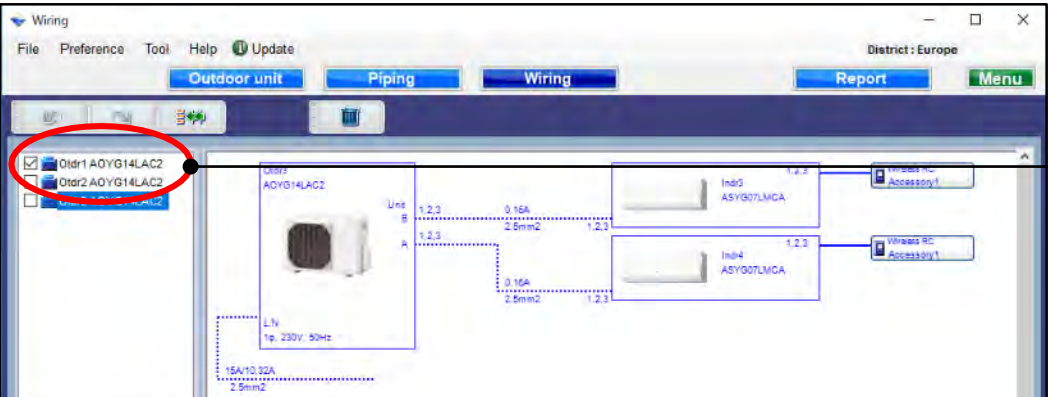 Wiring
File Preference Tool Help Update
District : Europe
Outdoor unit Piping Wiring Report Menu
Otdr1 AOYG14LAC2
Otdr2 AOYG14LAC2
Otdr3
AOYG14LAC2
Unit
B
A
1,2,3
1,2,3
L,N
1φ, 230V, 50Hz
15A/10.32A
2.5mm2
0.16A
2.5mm2
1,2,3
0.16A
2.5mm2
1,2,3
Indr3
ASYG07LMCA
1,2,3
Indr4
ASYG07LMCA
1,2,3
Wireless RC
Accessory1
Wireless RC
Accessory1